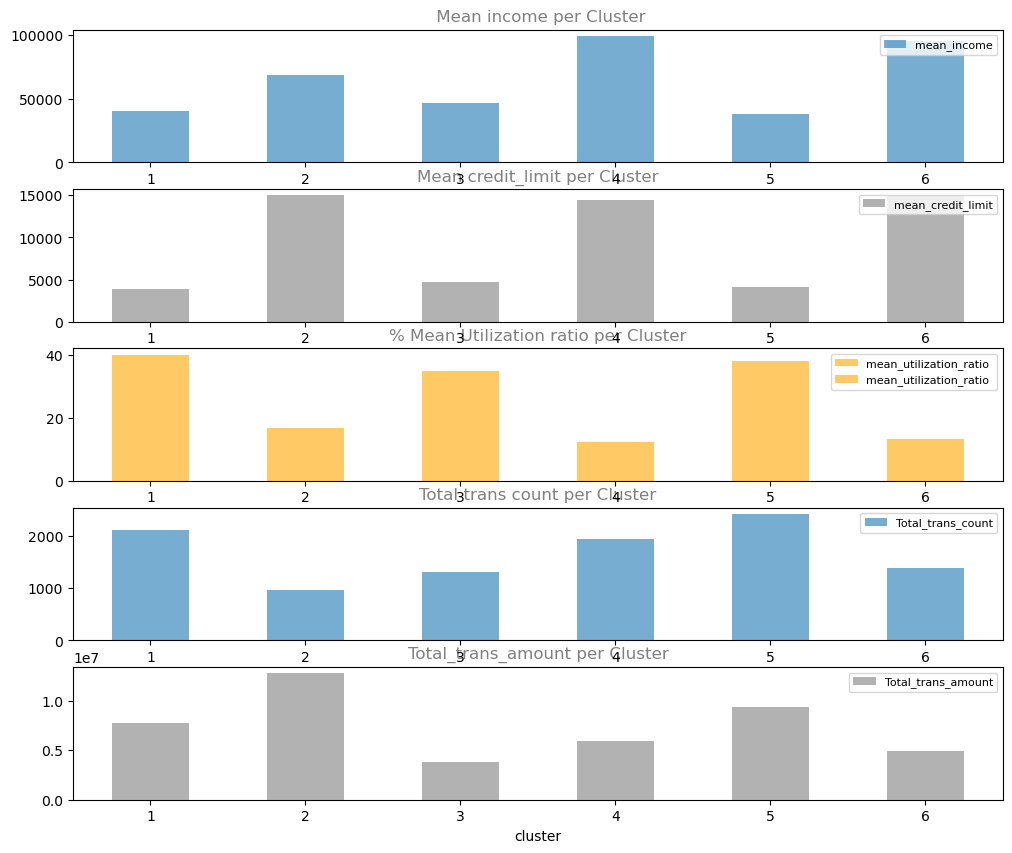 Mean income per Cluster
100000
50000
0
mean_income
1 2 3 4 5 6
Mean credit_limit per Cluster
15000
10000
5000
0
mean_credit_limit
1 2 3 4 5 6
% Mean Utilization ratio per Cluster
40
20
0
mean_utilization_ratio
mean_utilization_ratio
1 2 3 4 5 6
Total trans count per Cluster
2000
1000
0
Total_trans_count
1 2 3 4 5 6
Total_trans_amount per Cluster
1e7
1.0
0.5
0.0
Total_trans_amount
1 2 3 4 5 6
cluster